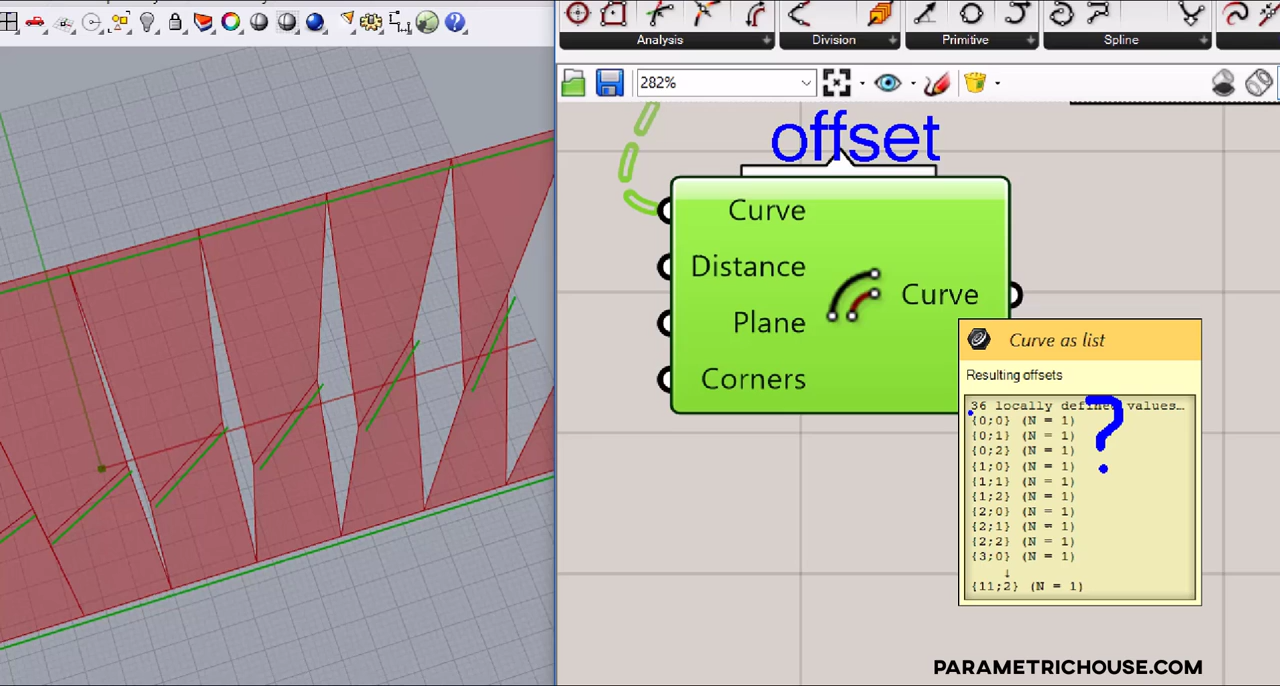 Analysis
Division
Primitive
Spline
282%
offset
Curve
Distance
Plane
Corners
Curve
Curve as list
Resulting offsets
36 locally defined values…
{0;0} (N = 1)
{0;1} (N = 1)
{0;2} (N = 1)
{1;0} (N = 1)
{1;1} (N = 1)
{1;2} (N = 1)
{2;0} (N = 1)
{2;1} (N = 1)
{2;2} (N = 1)
{3;0} (N = 1)
↓
{11;2} (N = 1)
?
PARAMETRICHOUSE.COM